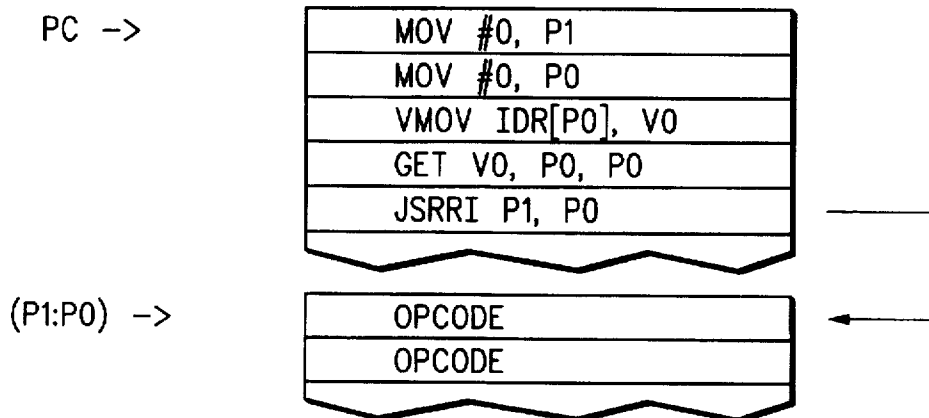 PC ->
MOV #0, P1
MOV #0, P0
VMOV IDR[P0], V0
GET V0, P0, P0
JSRRI P1, P0
(P1:P0) ->
OPCODE
OPCODE